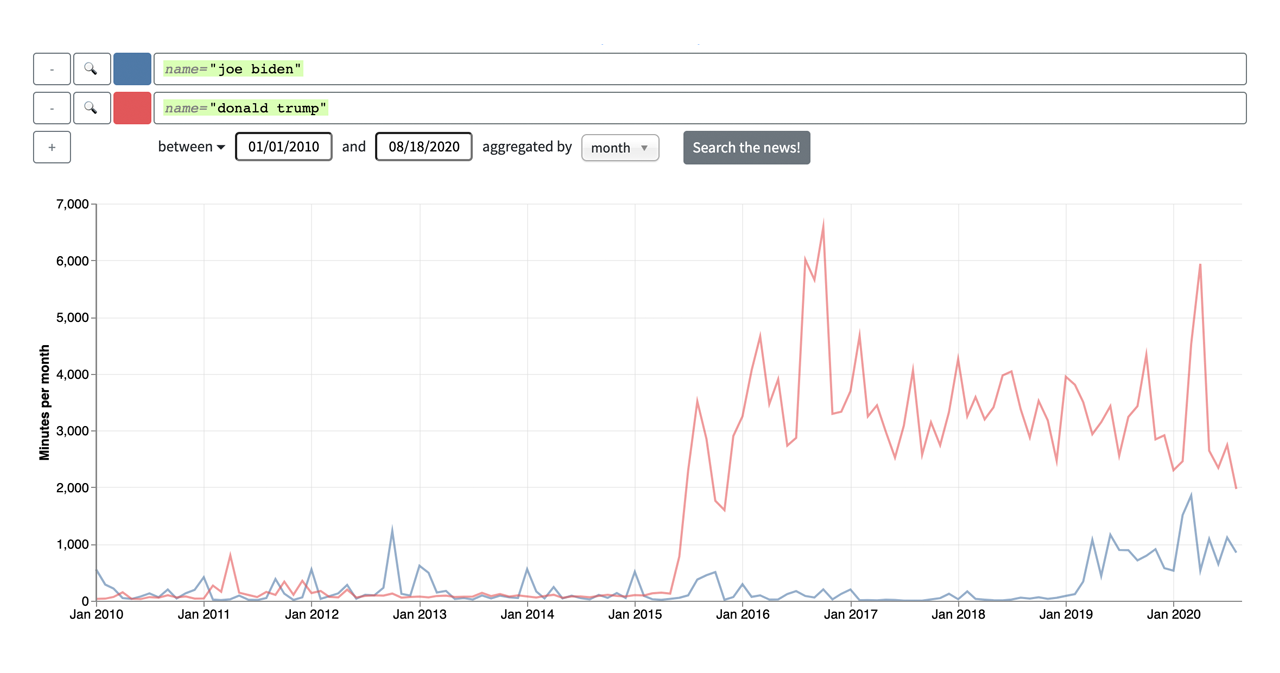 - name="joe biden"
- name="donald trump"
+ between 01/01/2010 and 08/18/2020 aggregated by month Search the news!
7,000
6,000
5,000
4,000
3,000
2,000
1,000
0
Minutes per month
Jan 2010 Jan 2011 Jan 2012 Jan 2013 Jan 2014 Jan 2015 Jan 2016 Jan 2017 Jan 2018 Jan 2019 Jan 2020